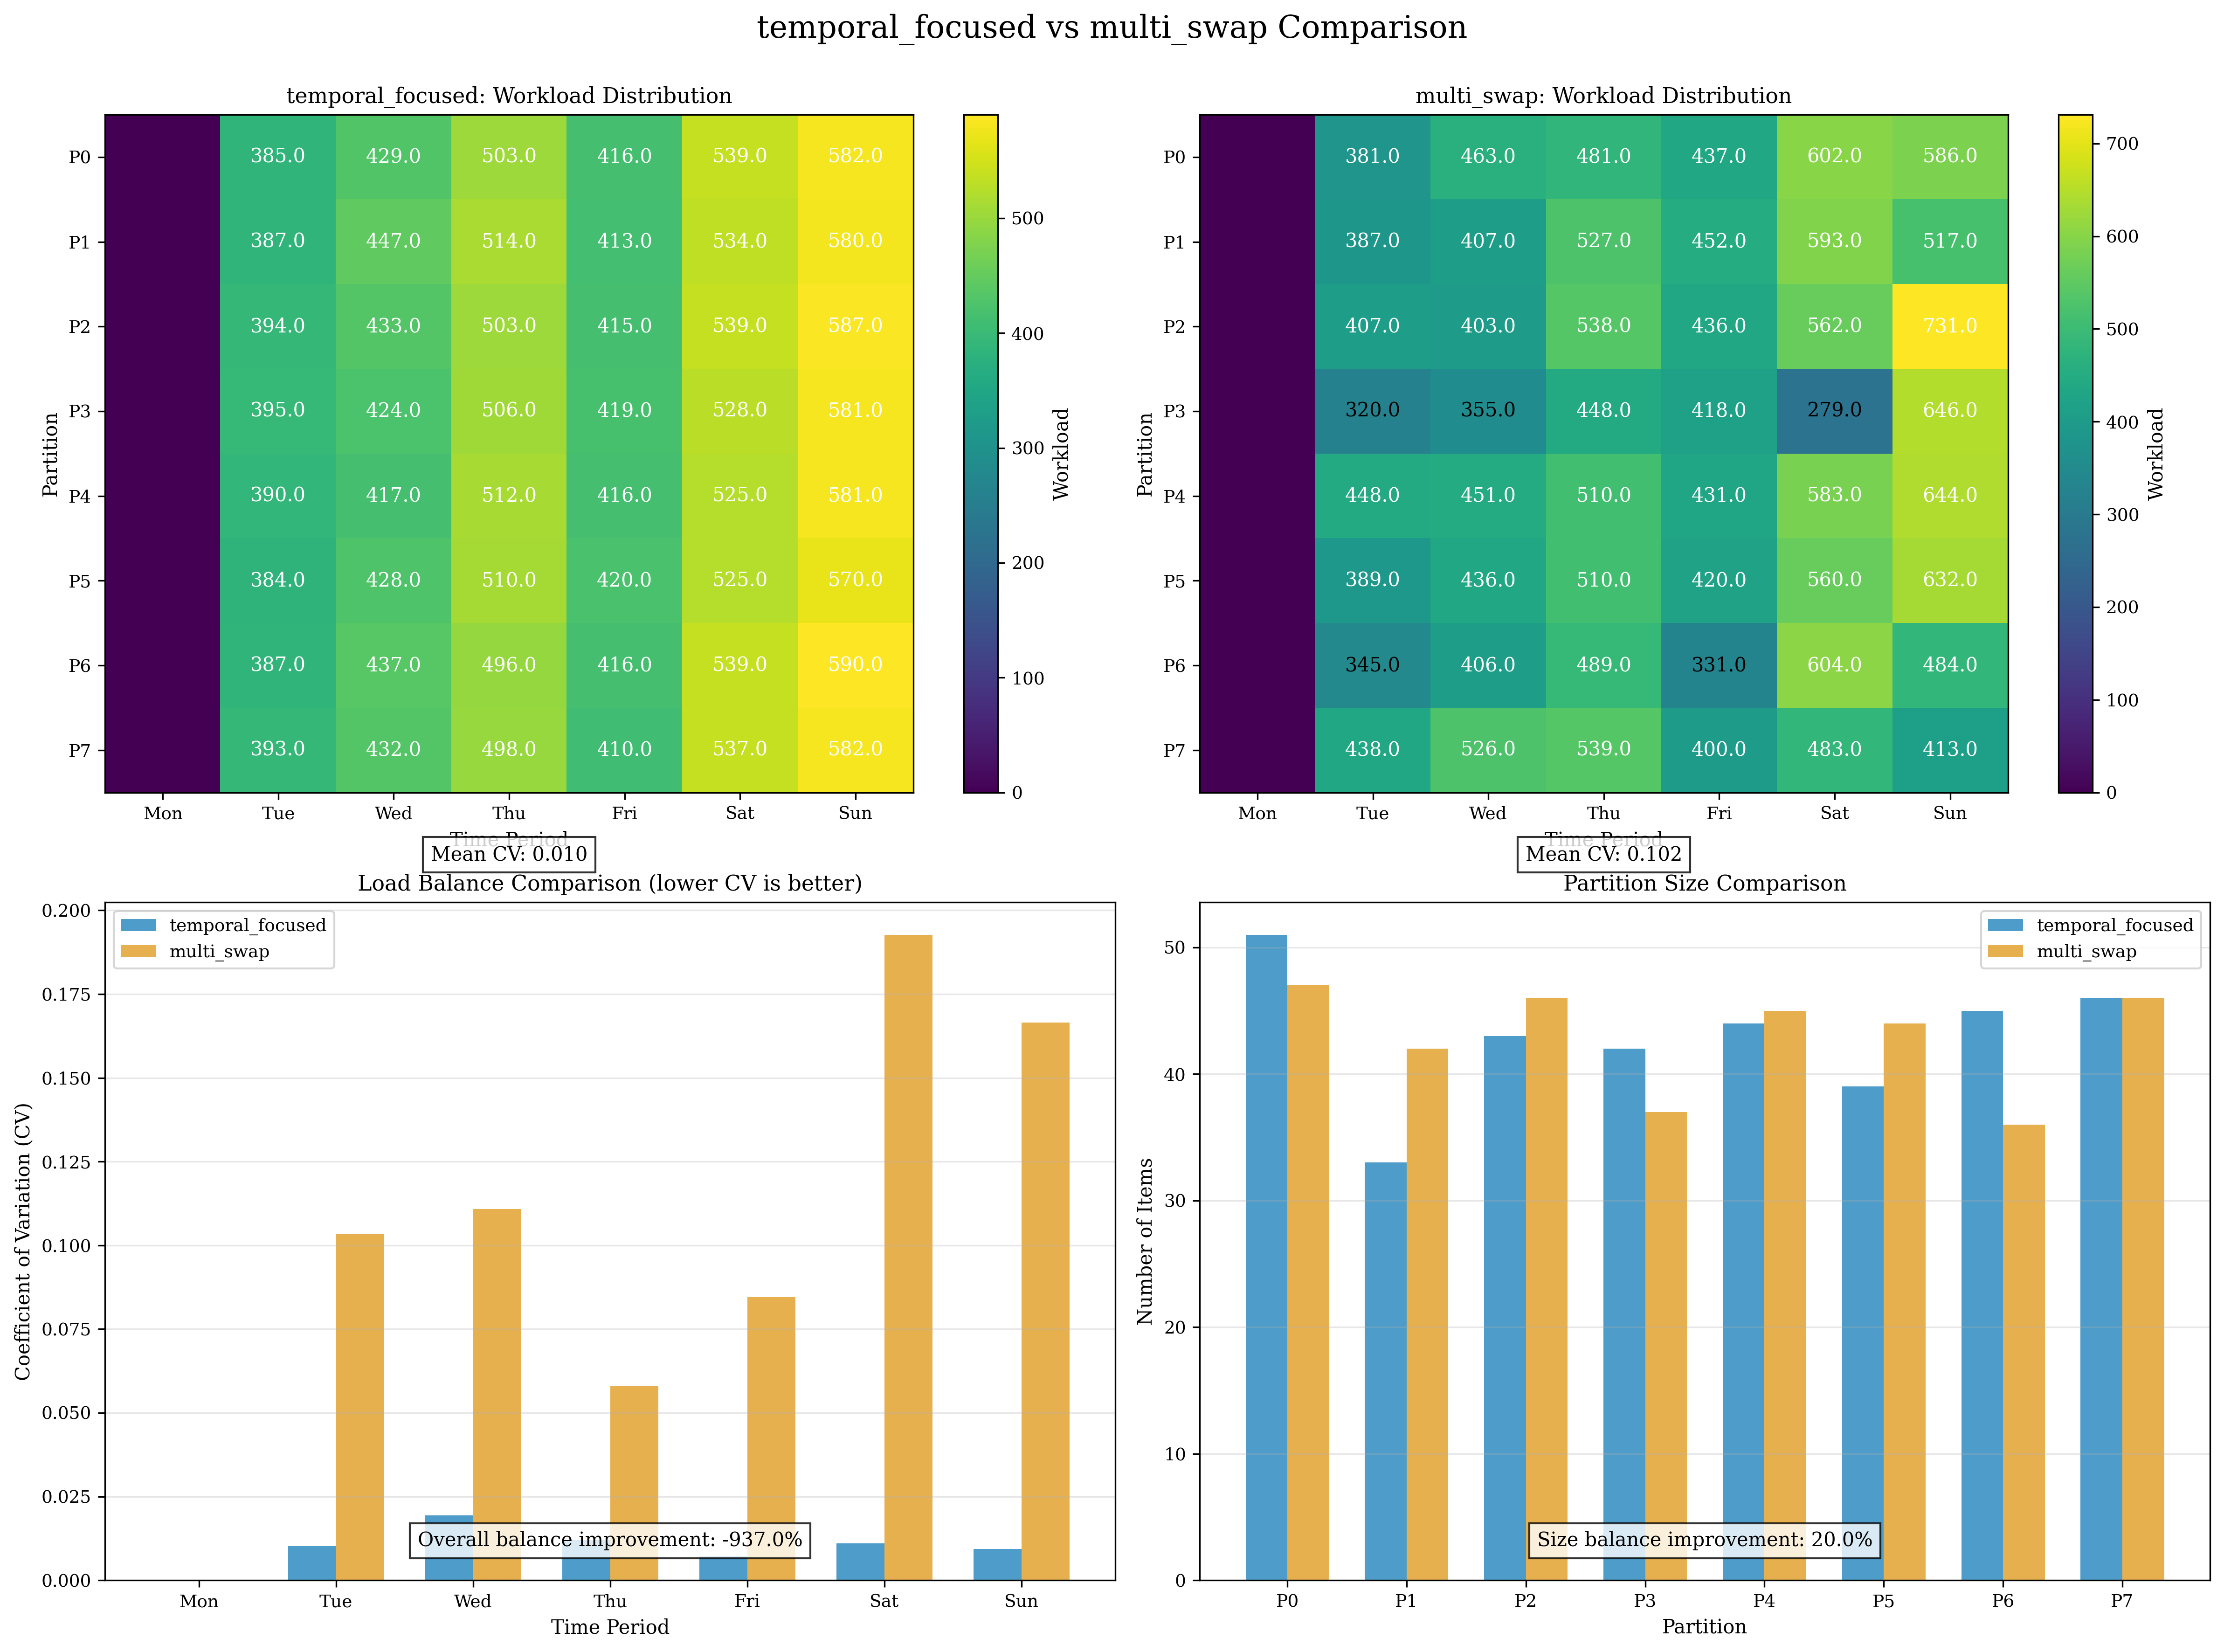 temporal_focused vs multi_swap Comparison
temporal_focused: Workload Distribution
Partition
P0 385.0 429.0 503.0 416.0 539.0 582.0
P1 387.0 447.0 514.0 413.0 534.0 580.0
P2 394.0 433.0 503.0 415.0 539.0 587.0
P3 395.0 424.0 506.0 419.0 528.0 581.0
P4 390.0 417.0 512.0 416.0 525.0 581.0
P5 384.0 428.0 510.0 420.0 525.0 570.0
P6 387.0 437.0 496.0 416.0 539.0 590.0
P7 393.0 432.0 498.0 410.0 537.0 582.0
Mon Tue Wed Thu Fri Sat Sun
Time Period
Mean CV: 0.010
500
400
300
200
100
0
Workload
multi_swap: Workload Distribution
Partition
P0 381.0 463.0 481.0 437.0 602.0 586.0
P1 387.0 407.0 527.0 452.0 593.0 517.0
P2 407.0 403.0 538.0 436.0 562.0 731.0
P3 320.0 355.0 448.0 418.0 279.0 646.0
P4 448.0 451.0 510.0 431.0 583.0 644.0
P5 389.0 436.0 510.0 420.0 560.0 632.0
P6 345.0 406.0 489.0 331.0 604.0 484.0
P7 438.0 526.0 539.0 400.0 483.0 413.0
Mon Tue Wed Thu Fri Sat Sun
Time Period
Mean CV: 0.102
700
600
500
400
300
200
100
0
Workload
Load Balance Comparison (lower CV is better)
temporal_focused
multi_swap
Coefficient of Variation (CV)
0.200
0.175
0.150
0.125
0.100
0.075
0.050
0.025
0.000
Overall balance improvement: -937.0%
Mon Tue Wed Thu Fri Sat Sun
Time Period
Partition Size Comparison
temporal_focused
multi_swap
Number of Items
50
40
30
20
10
0
Size balance improvement: 20.0%
P0 P1 P2 P3 P4 P5 P6 P7
Partition